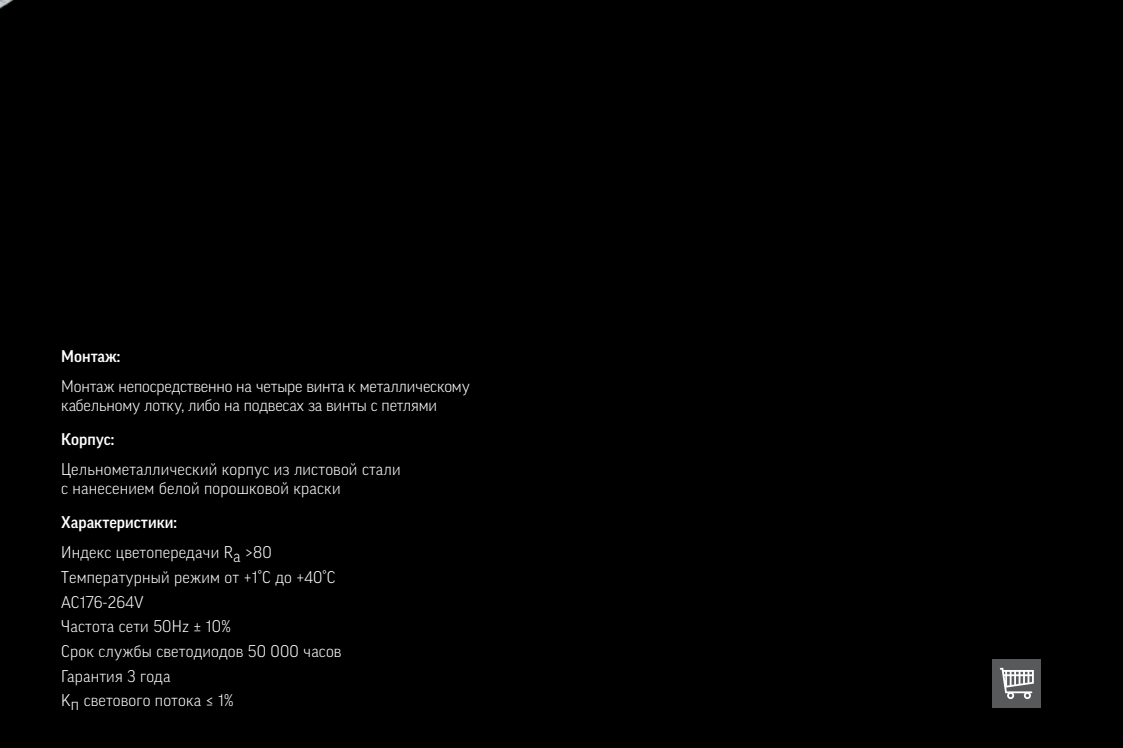 Монтаж:
Монтаж непосредственно на четыре винта к металлическому
кабельному лотку, либо на подвесах за винты с петлями
Корпус:
Цельнометаллический корпус из листовой стали
с нанесением белой порошковой краски
Характеристики:
Индекс цветопередачи Rа >80
Температурный режим от +1˚С до +40˚С
AC176-264V
Частота сети 50Hz ± 10%
Срок службы светодиодов 50 000 часов
Гарантия 3 года
Кп светового потока ≤ 1%